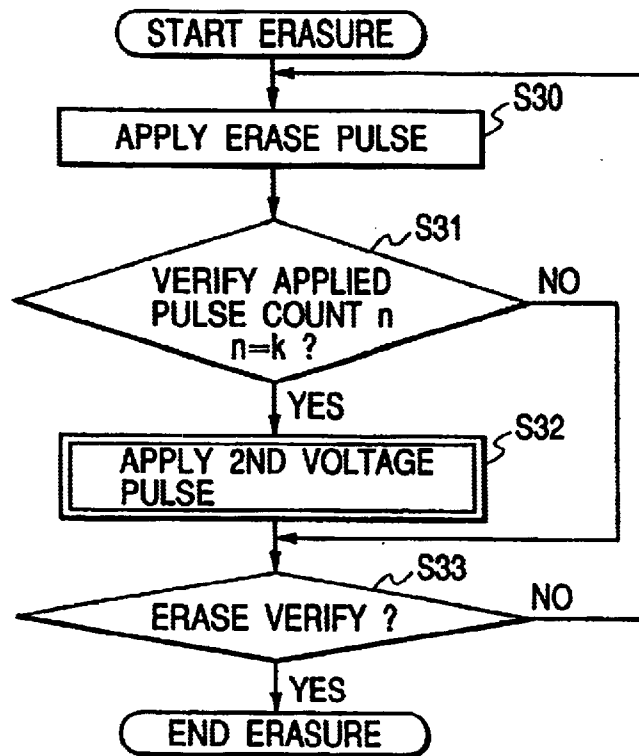 START ERASURE
S30
APPLY ERASE PULSE
S31
VERIFY APPLIED
PULSE COUNT n
n=k ?
NO
YES
S32
APPLY 2ND VOLTAGE
PULSE
S33
ERASE VERIFY ?
NO
YES
END ERASURE